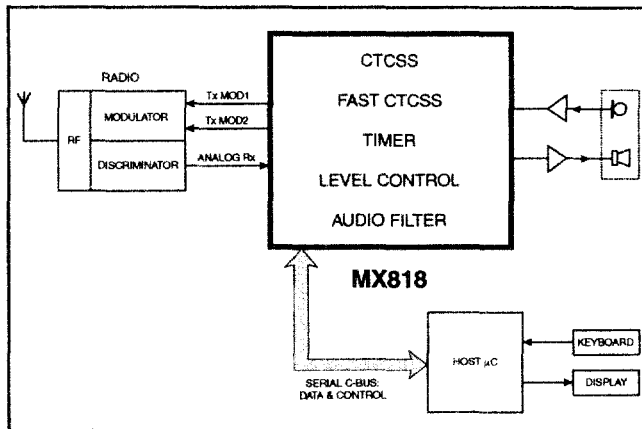 RADIO
RF
MODULATOR
DISCRIMINATOR
Tx MOD1
Tx MOD2
ANALOG Rx
CTCSS
FAST CTCSS
TIMER
LEVEL CONTROL
AUDIO FILTER
MX818
SERIAL C-BUS:
DATA & CONTROL
HOST µC
KEYBOARD
DISPLAY